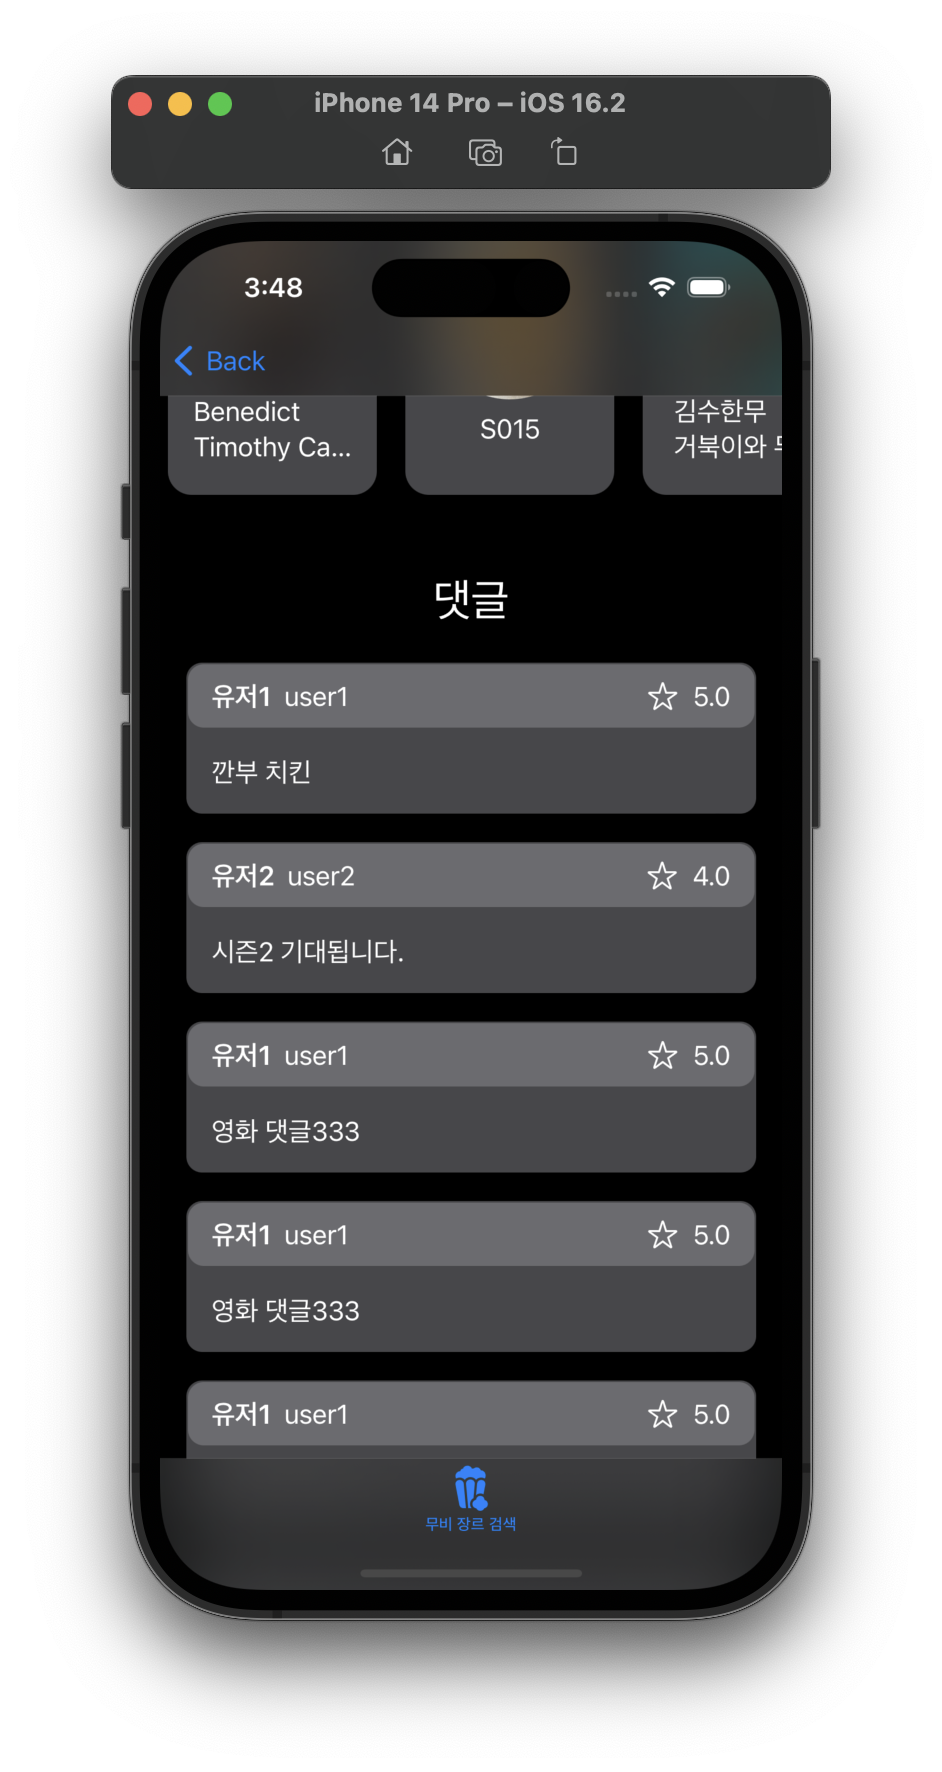 iPhone 14 Pro – iOS 16.2
3:48
Back
Benedict
Timothy Ca...
S015
김수한무
거북이와
댓글
유저1 user1 5.0
깐부 치킨
유저2 user2 4.0
시즌2 기대됩니다.
유저1 user1 5.0
영화 댓글333
유저1 user1 5.0
영화 댓글333
유저1 user1 5.0
무비 장르 검색